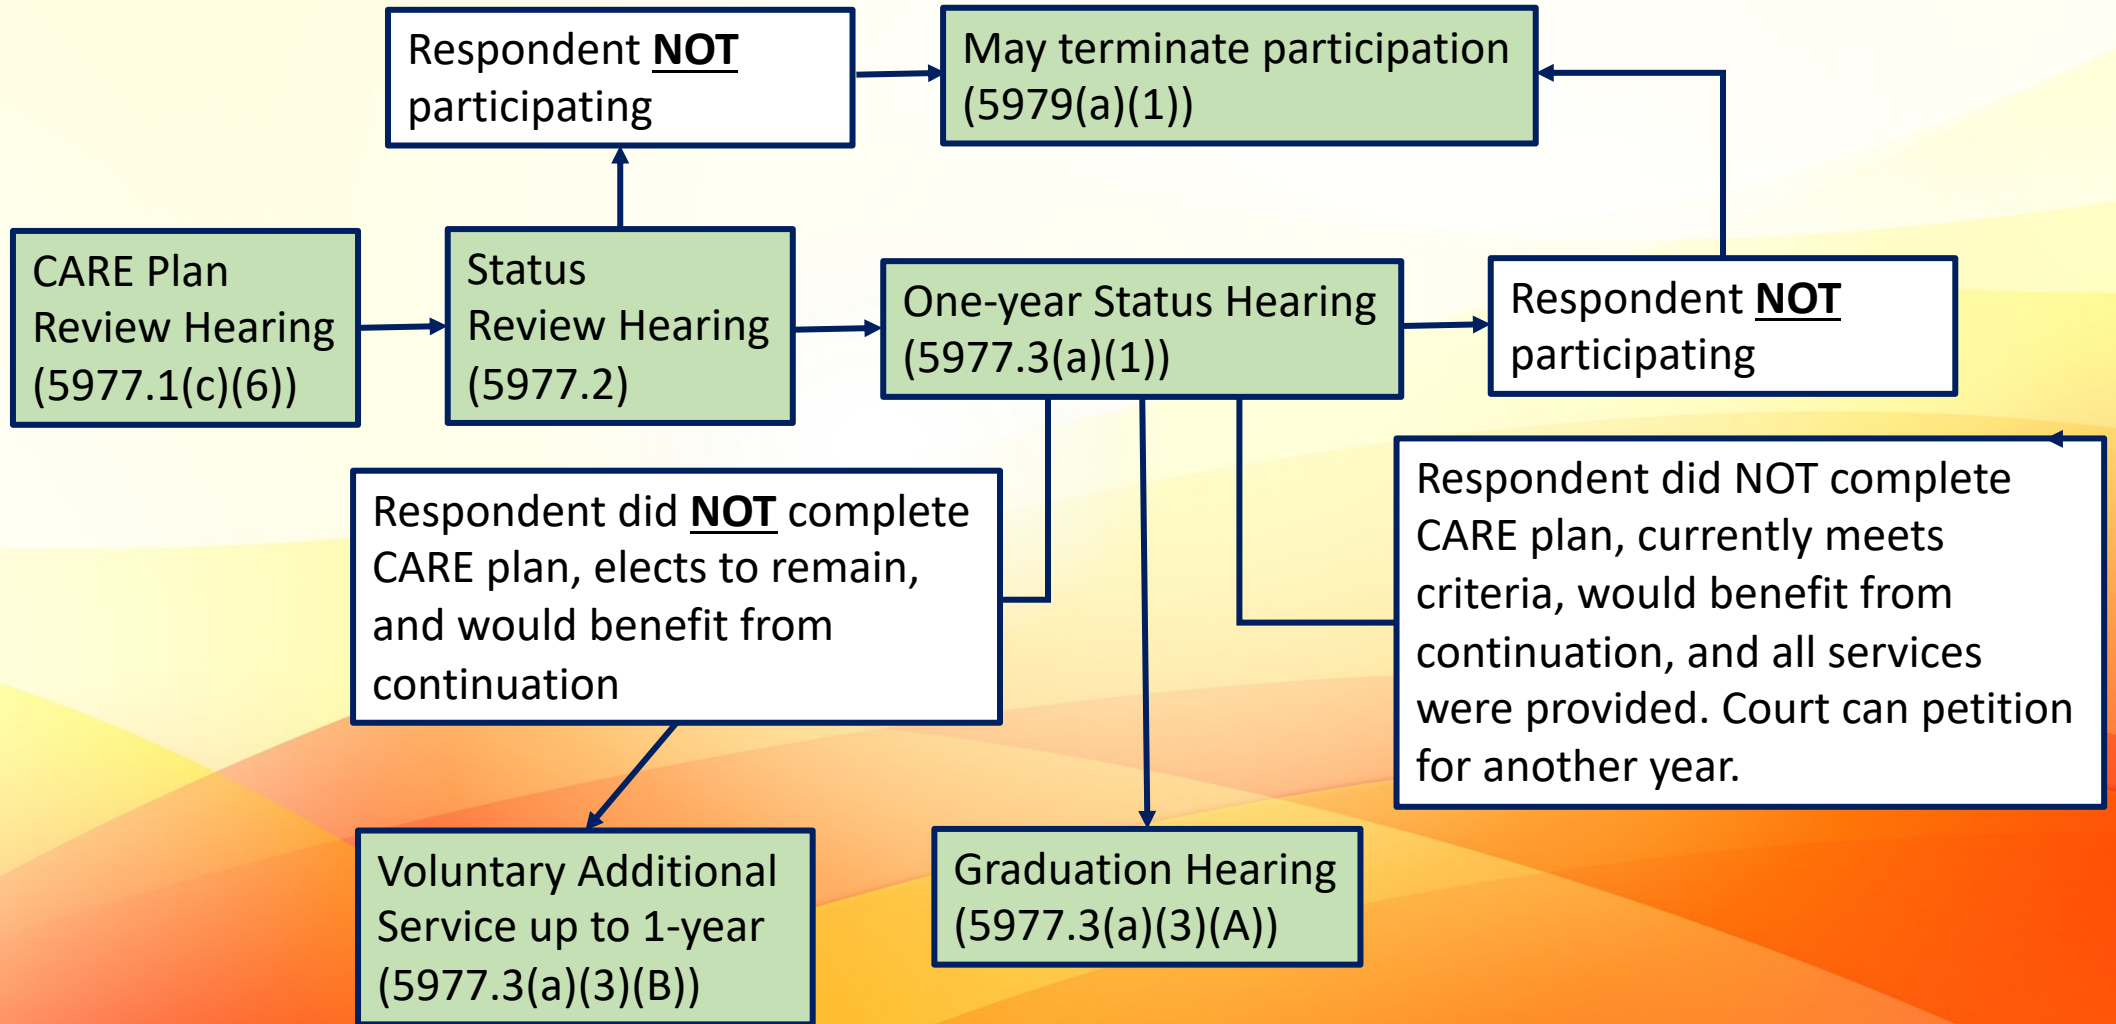 Respondent NOT
participating
May terminate participation
(5979(a)(1))
CARE Plan
Review Hearing
(5977.1(c)(6))
Status
Review Hearing
(5977.2)
One-year Status Hearing
(5977.3(a)(1))
Respondent NOT
participating
Respondent did NOT complete
CARE plan, elects to remain,
and would benefit from
continuation
Respondent did NOT complete
CARE plan, currently meets
criteria, would benefit from
continuation, and all services
were provided. Court can petition
for another year.
Voluntary Additional
Service up to 1-year
(5977.3(a)(3)(B))
Graduation Hearing
(5977.3(a)(3)(A))